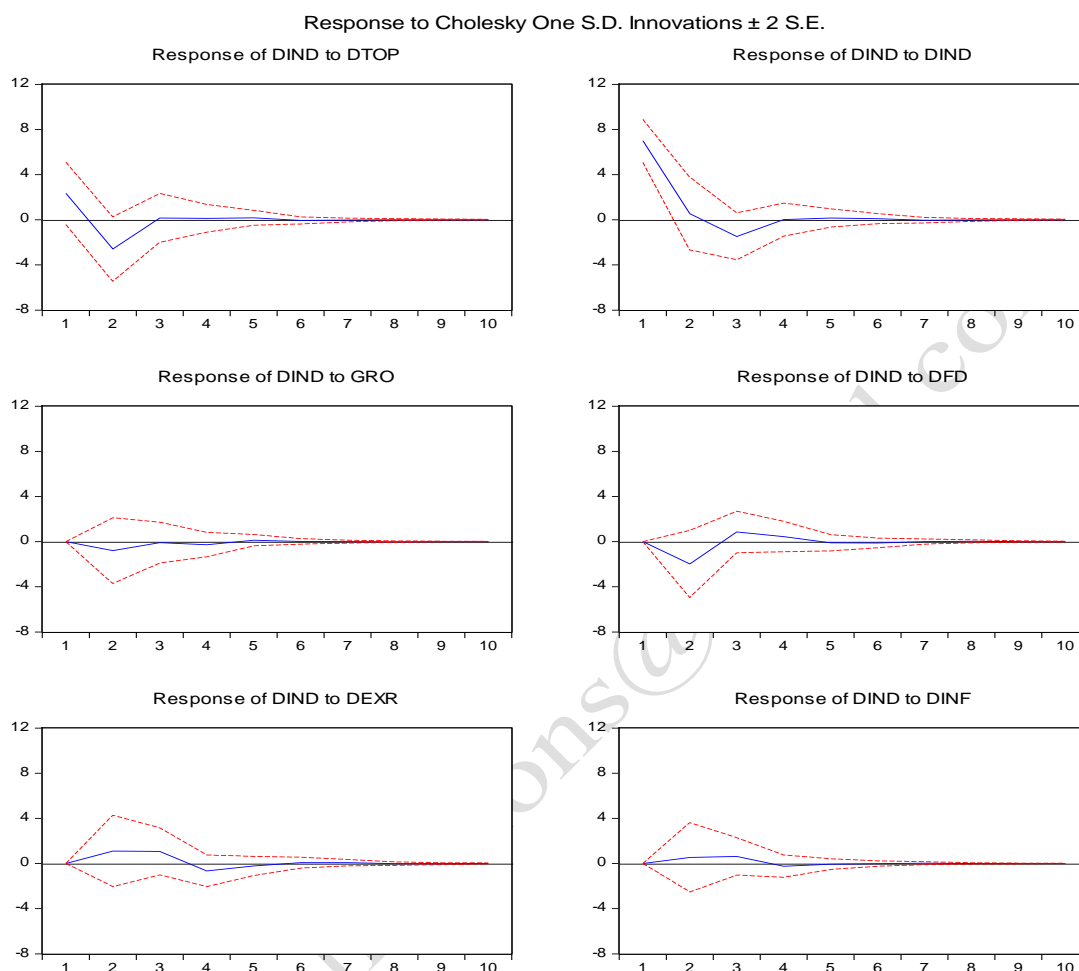 Response to Cholesky One S.D. Innovations ± 2 S.E.
Response of DIND to DTOP
12
8
4
0
-4
-8
1 2 3 4 5 6 7 8 9 10
Response of DIND to DIND
12
8
4
0
-4
-8
1 2 3 4 5 6 7 8 9 10
Response of DIND to GRO
12
8
4
0
-4
-8
1 2 3 4 5 6 7 8 9 10
Response of DIND to DFD
12
8
4
0
-4
-8
1 2 3 4 5 6 7 8 9 10
Response of DIND to DEXR
12
8
4
0
-4
-8
1 2 3 4 5 6 7 8 9 10
Response of DIND to DINF
12
8
4
0
-4
-8
1 2 3 4 5 6 7 8 9 10